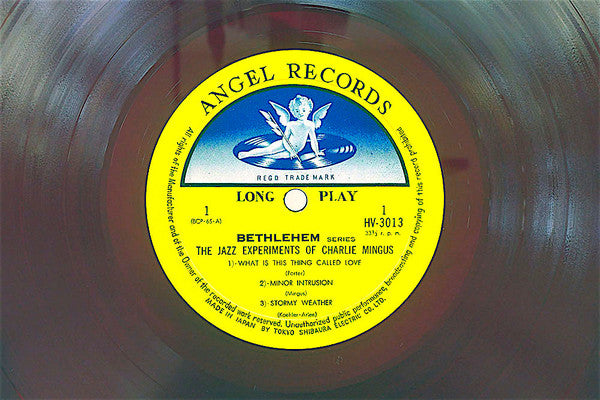 ANGEL RECORDS
REGD TRADE MARK
LONG PLAY
1
(BCP-65-A)
1
HV-3013
33⅓ r. p. m.
BETHLEHEM SERIES
THE JAZZ EXPERIMENTS OF CHARLIE MINGUS
1)-WHAT IS THIS THING CALLED LOVE
(Porter)
2)-MINOR INTRUSION
(Mingus)
3) STORMY WEATHER
(Koehler-Arlen)
All rights of the Manufacturer and of the Owner of the recorded work reserved. Unauthorized public performance, broadcasting and copying of this record prohibited
MADE IN JAPAN BY TOKYO SHIBAURA ELECTRIC CO., LTD.